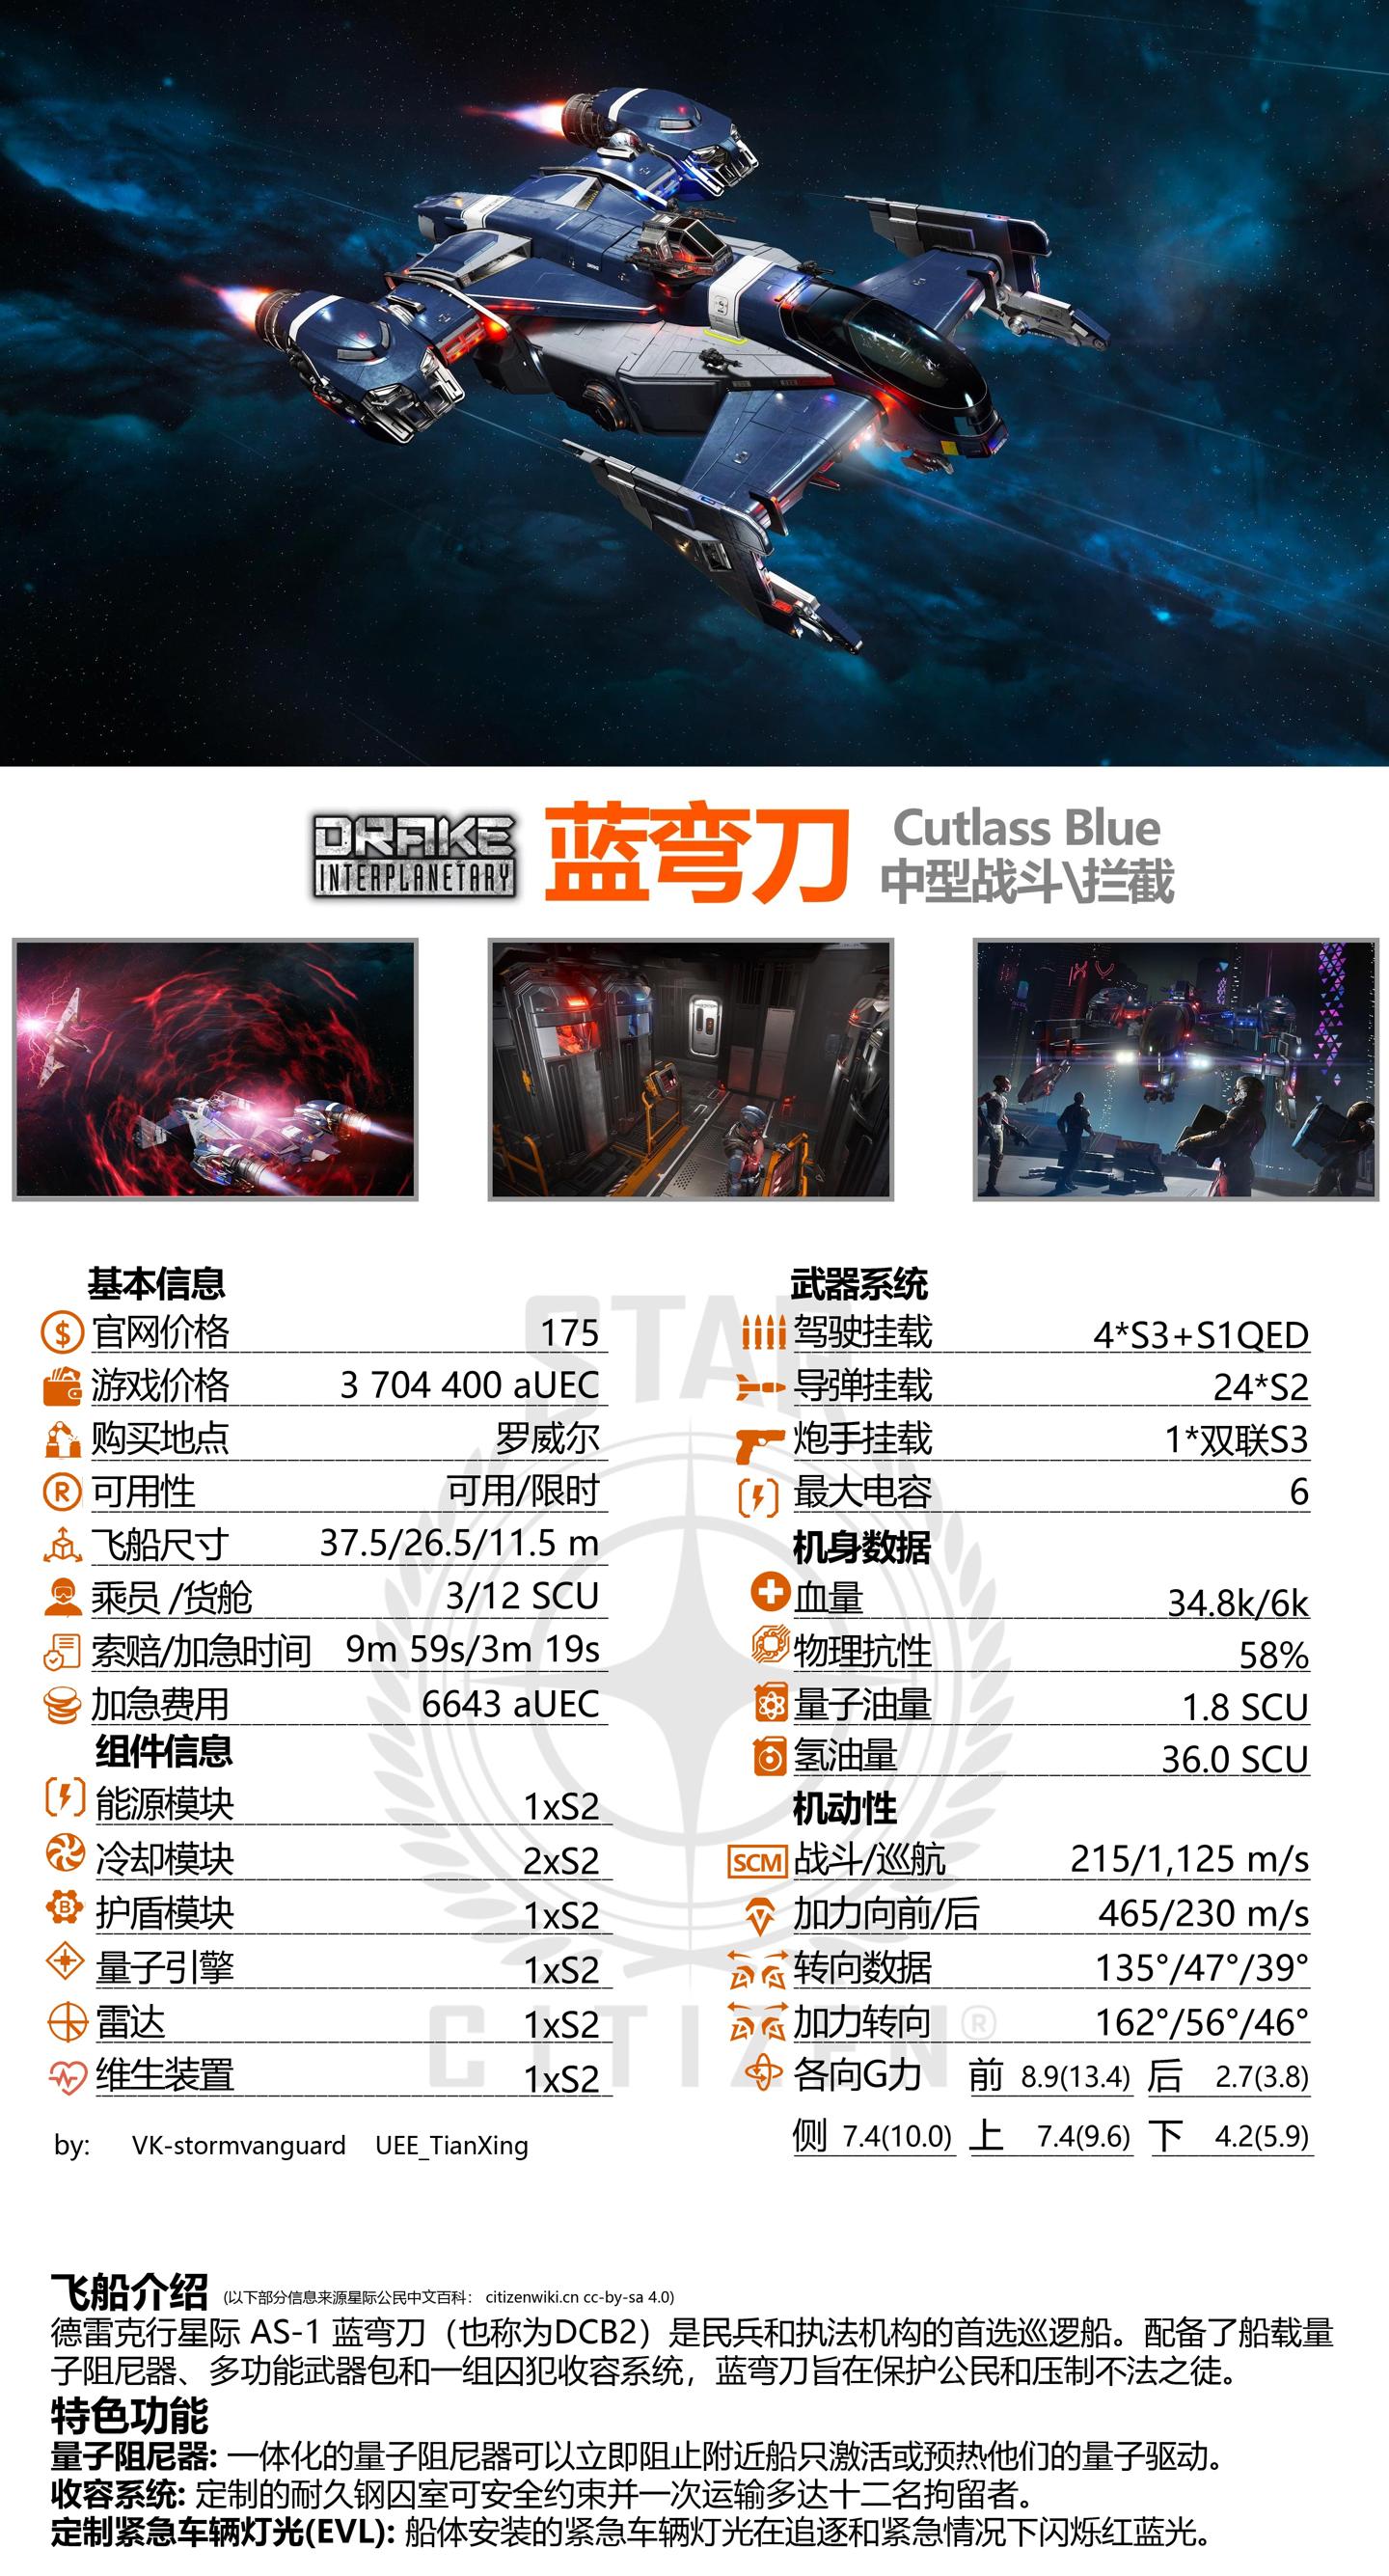 DRAKE
INTERPLANETARY
蓝弯刀
Cutlass Blue
中型战斗\拦截
STAR
CITIZEN®
基本信息
官网价格 175
游戏价格 3 704 400 aUEC
购买地点 罗威尔
可用性 可用/限时
飞船尺寸 37.5/26.5/11.5 m
乘员 /货舱 3/12 SCU
索赔/加急时间 9m 59s/3m 19s
加急费用 6643 aUEC
组件信息
能源模块 1xS2
冷却模块 2xS2
护盾模块 1xS2
量子引擎 1xS2
雷达 1xS2
维生装置 1xS2
by: VK-stormvanguard UEE_TianXing
武器系统
驾驶挂载 4*S3+S1QED
导弹挂载 24*S2
炮手挂载 1*双联S3
最大电容 6
机身数据
血量 34.8k/6k
物理抗性 58%
量子油量 1.8 SCU
氢油量 36.0 SCU
机动性
SCM 战斗/巡航 215/1,125 m/s
加力向前/后 465/230 m/s
转向数据 135°/47°/39°
加力转向 162°/56°/46°
各向G力 前 8.9(13.4) 后 2.7(3.8)
侧 7.4(10.0) 上 7.4(9.6) 下 4.2(5.9)
飞船介绍 (以下部分信息来源星际公民中文百科： citizenwiki.cn cc-by-sa 4.0)
德雷克行星际 AS-1 蓝弯刀（也称为DCB2）是民兵和执法机构的首选巡逻船。配备了船载量
子阻尼器、多功能武器包和一组囚犯收容系统，蓝弯刀旨在保护公民和压制不法之徒。
特色功能
量子阻尼器: 一体化的量子阻尼器可以立即阻止附近船只激活或预热他们的量子驱动。
收容系统: 定制的耐久钢囚室可安全约束并一次运输多达十二名拘留者。
定制紧急车辆灯光(EVL): 船体安装的紧急车辆灯光在追逐和紧急情况下闪烁红蓝光。